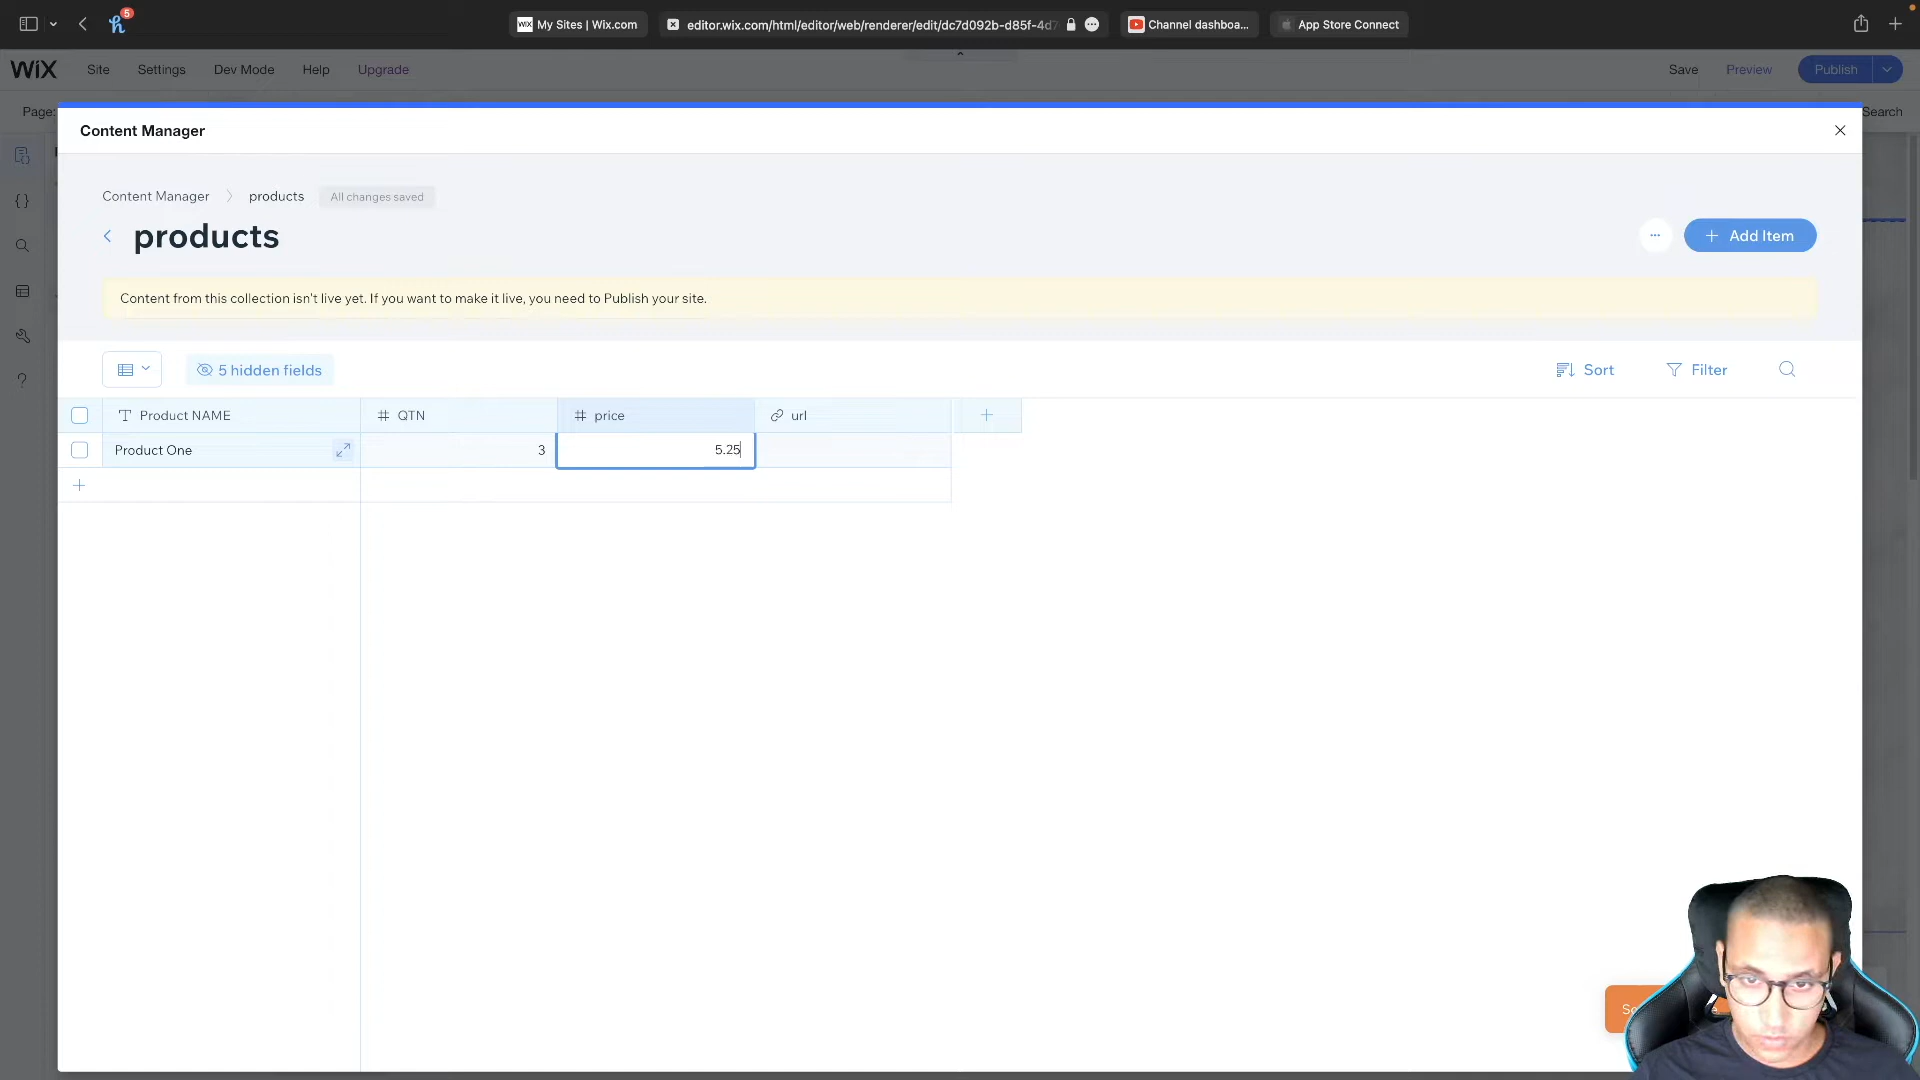 5
My Sites | Wix.com
editor.wix.com/html/editor/web/renderer/edit/dc7d092b-d85f-4d7
Channel dashboa...
App Store Connect
WiX Site Settings Dev Mode Help Upgrade
Save Preview Publish
Page:
Search
Content Manager
Content Manager products All changes saved
products
... + Add Item
Content from this collection isn't live yet. If you want to make it live, you need to Publish your site.
5 hidden fields
Sort Filter
Product NAME # QTN # price url +
Product One 3 5.25
+